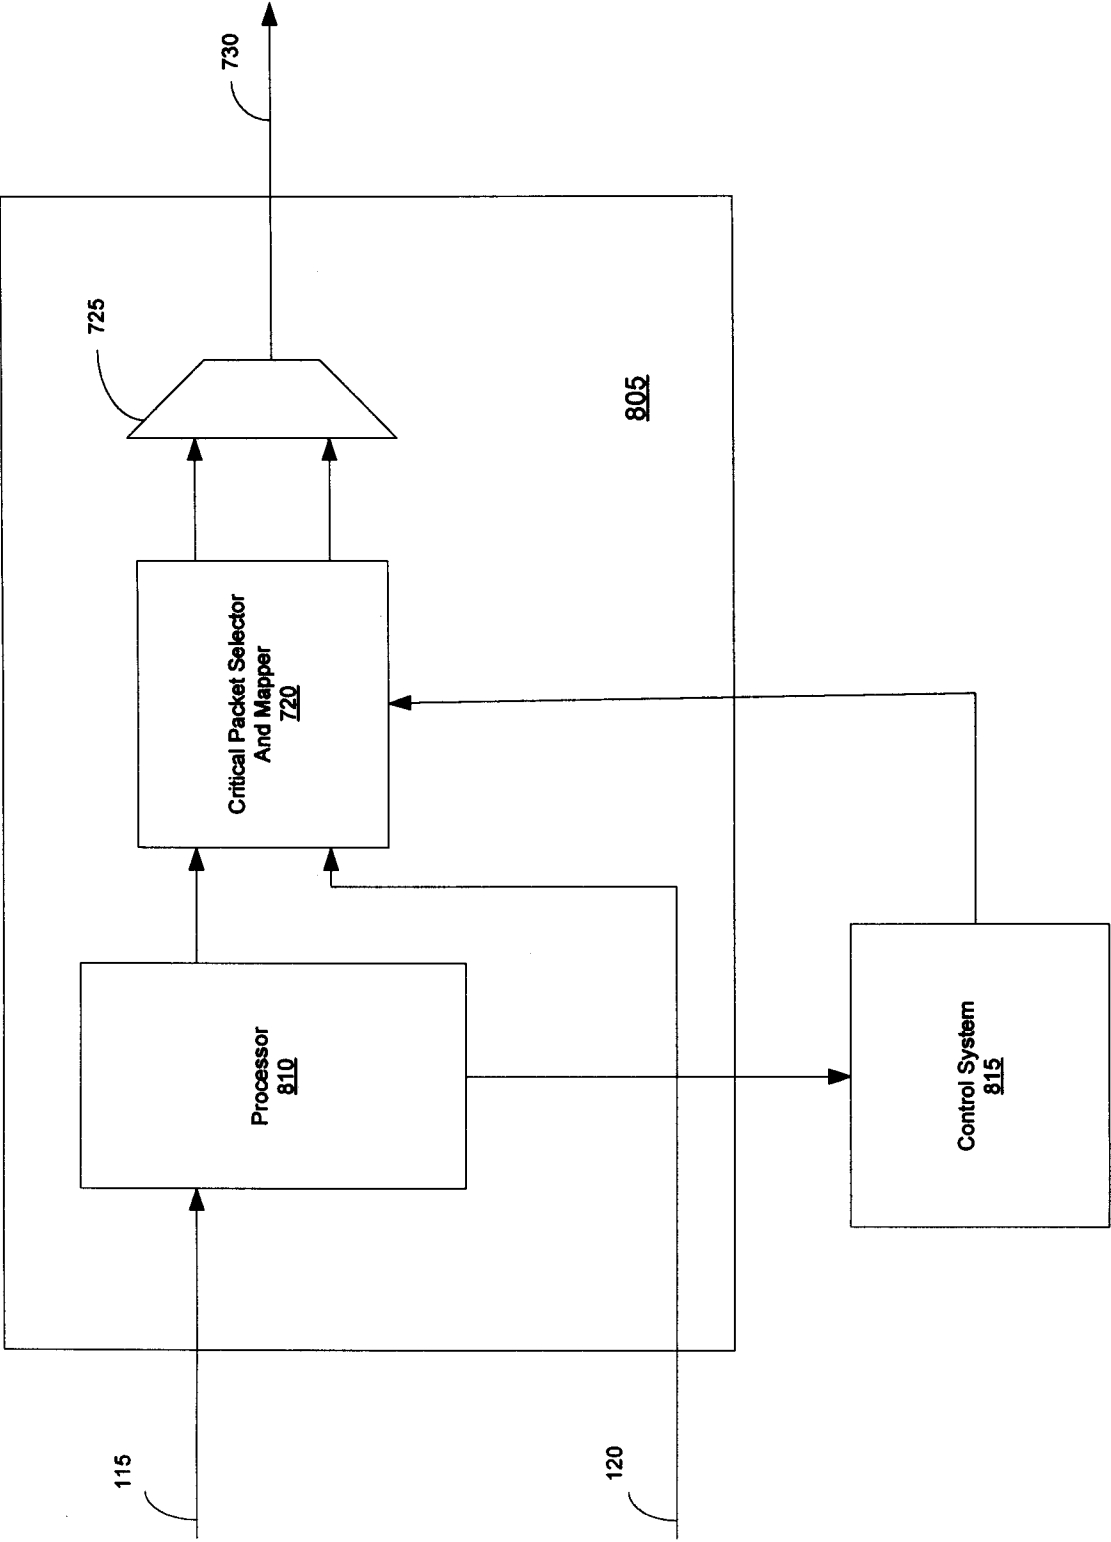 115
120
Processor
810
Control System
815
Critical Packet Selector
And Mapper
720
725
805
730